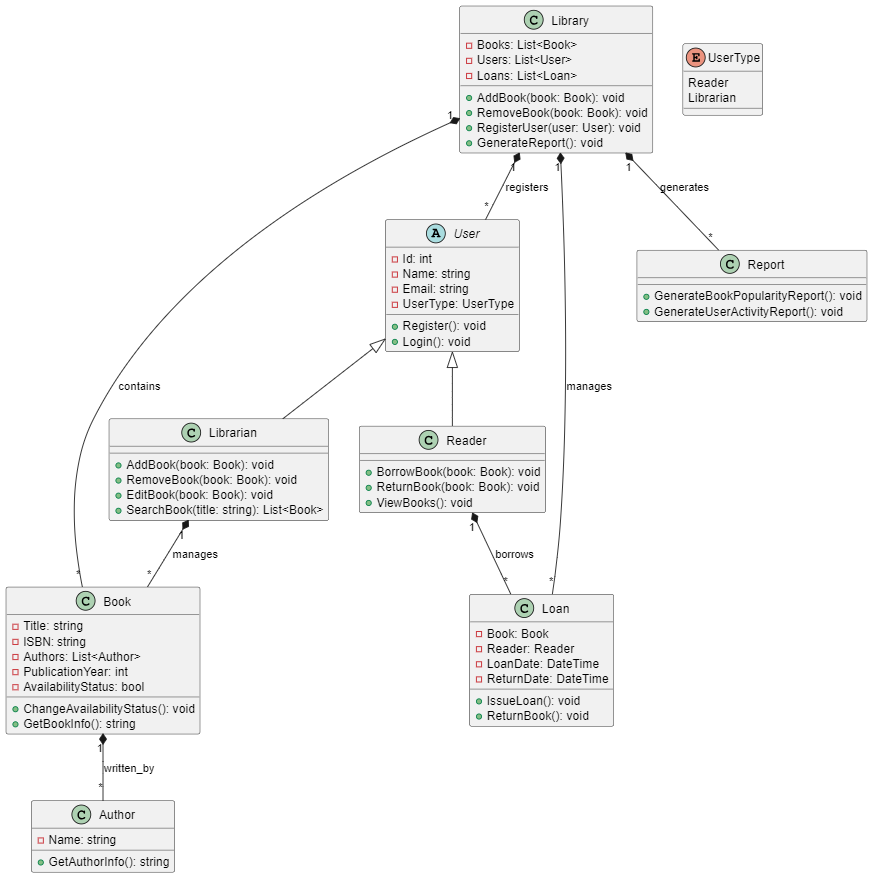 C Library
Books: List<Book>
Users: List<User>
Loans: List<Loan>
AddBook(book: Book): void
RemoveBook(book: Book): void
RegisterUser(user: User): void
GenerateReport(): void
E UserType
Reader
Librarian
1
1
1
1
registers
generates
*
*
A User
Id: int
Name: string
Email: string
UserType: UserType
Register(): void
Login(): void
C Report
GenerateBookPopularityReport(): void
GenerateUserActivityReport(): void
contains
manages
C Librarian
AddBook(book: Book): void
RemoveBook(book: Book): void
EditBook(book: Book): void
SearchBook(title: string): List<Book>
C Reader
BorrowBook(book: Book): void
ReturnBook(book: Book): void
ViewBooks(): void
1
manages
*
*
1
borrows
*
*
C Book
Title: string
ISBN: string
Authors: List<Author>
PublicationYear: int
AvailabilityStatus: bool
ChangeAvailabilityStatus(): void
GetBookInfo(): string
C Loan
Book: Book
Reader: Reader
LoanDate: DateTime
ReturnDate: DateTime
IssueLoan(): void
ReturnBook(): void
1
written_by
*
C Author
Name: string
GetAuthorInfo(): string